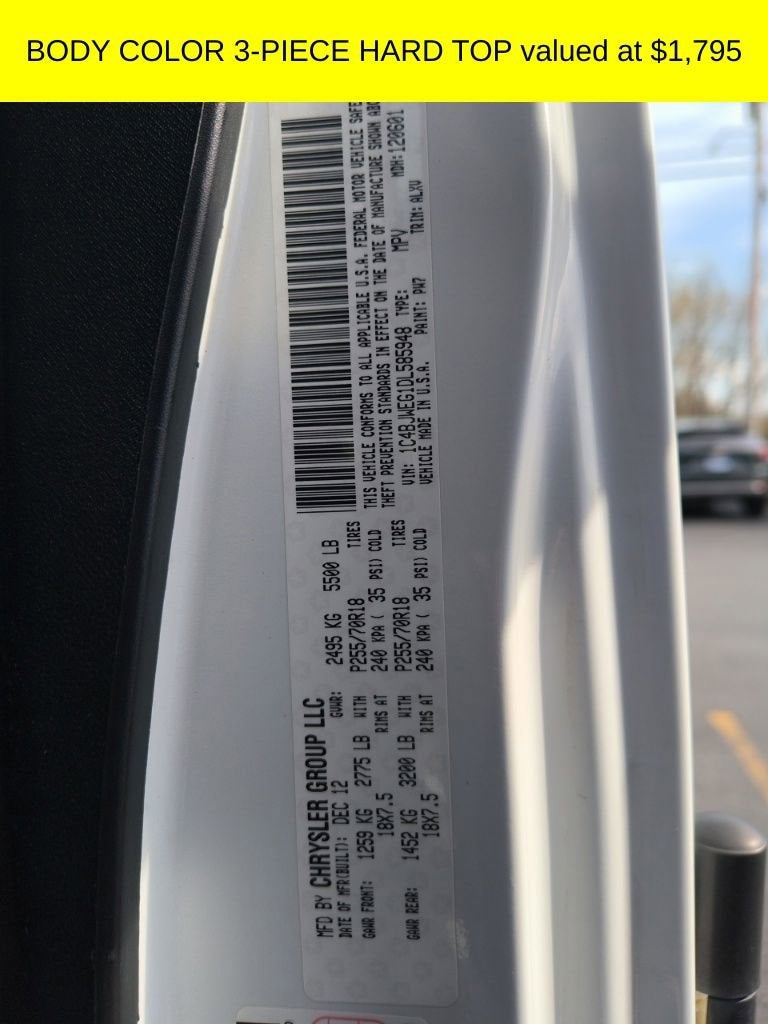 BODY COLOR 3-PIECE HARD TOP valued at $1,795
MFD BY CHRYSLER GROUP LLC
DATE OF MFR(BUILT): DEC 12 GVWR: 2495 KG 5500 LB
GAWR FRONT: 1259 KG 2775 LB WITH P255/70R18 TIRES
18X7.5 RIMS AT 240 KPA ( 35 PSI) COLD
GAWR REAR: 1452 KG 3200 LB WITH P255/70R18 TIRES
18X7.5 RIMS AT 240 KPA ( 35 PSI) COLD
THIS VEHICLE CONFORMS TO ALL APPLICABLE U.S.A. FEDERAL MOTOR VEHICLE SAFE
THEFT PREVENTION STANDARDS IN EFFECT ON THE DATE OF MANUFACTURE SHOWN ABO
VIN: 1C4BJWEG1DL585948 TYPE: MPV MDH:120601
VEHICLE MADE IN U.S.A. PAINT: PW7 TRIM: ALXV